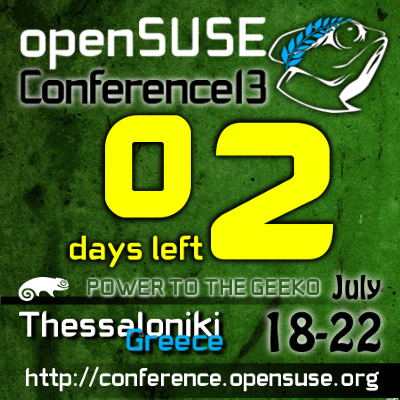 openSUSE
Conference13
02
days left
POWER TO THE GEEKO
July
Thessaloniki
Greece
18-22
http://conference.opensuse.org